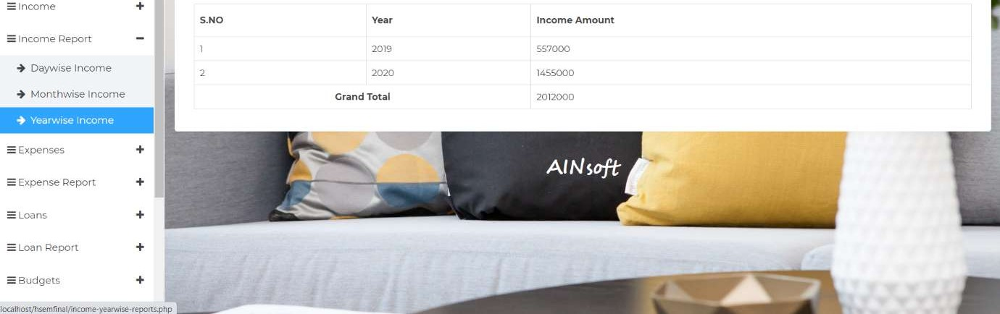 Income
Income Report
Daywise Income
Monthwise Income
Yearwise Income
Expenses
Expense Report
Loans
Loan Report
Budgets
localhost/hsemfinal/income-yearwise-reports.php
S.NO Year Income Amount
1 2019 557000
2 2020 1455000
Grand Total 2012000
AINsoft